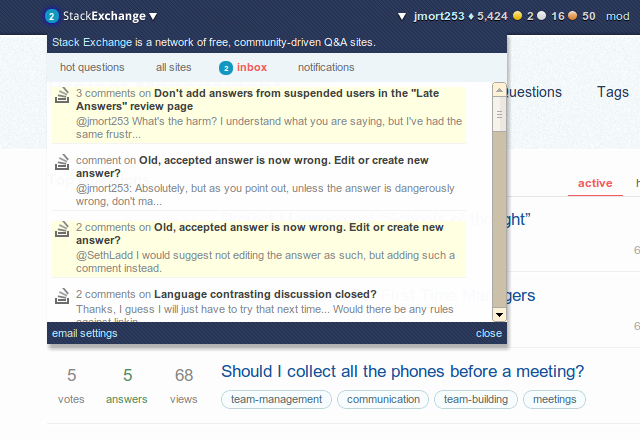 2 StackExchange ▼ ▼ jmort253 ♦ 5,424 2 16 50 mod
Stack Exchange is a network of free, community-driven Q&A sites.
hot questions all sites 2 inbox notifications
3 comments on Don't add answers from suspended users in the "Late
Answers" review page
@jmort253 What's the harm? I understand what you are saying, but I've had the
same frustr...
comment on Old, accepted answer is now wrong. Edit or create new
answer?
@jmort253: Absolutely, but as you point out, unless the answer is dangerously
wrong, don't ma...
2 comments on Old, accepted answer is now wrong. Edit or create new
answer?
@SethLadd I would suggest not editing the answer as such, but adding such a
comment instead.
2 comments on Language contrasting discussion closed?
Thanks, I guess I will just have to try that next time... Would there be any rules
against linkin
email settings close
Questions Tags
active
ght”
gers
5 5 68 Should I collect all the phones before a meeting?
votes answers views team-management communication team-building meetings